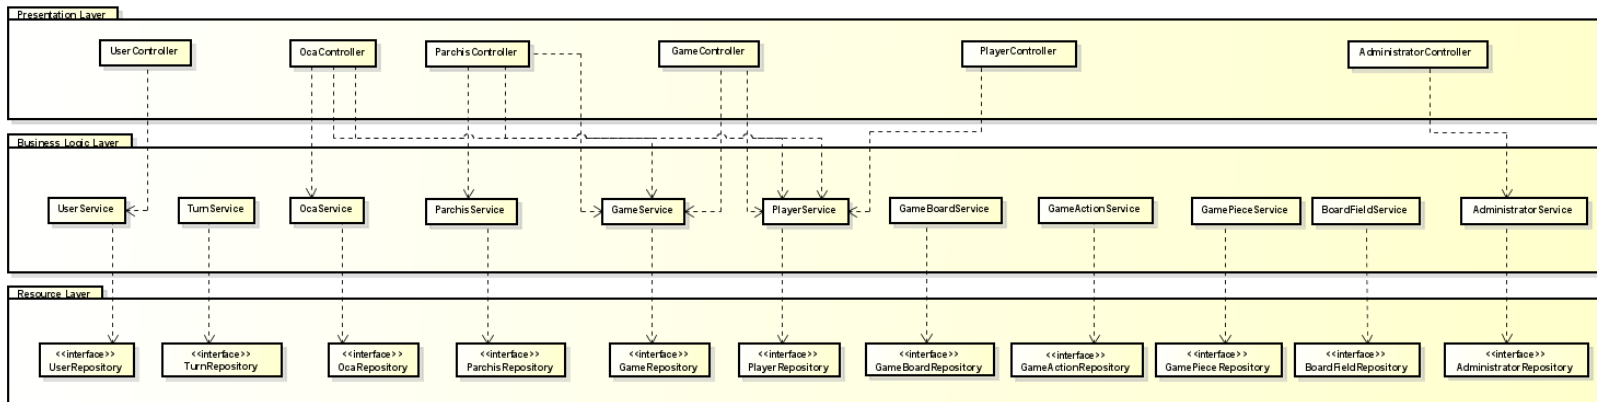 Presentation Layer
UserController
OcaController
ParchisController
GameController
PlayerController
AdministratorController
Business Logic Layer
UserService
TurnService
OcaService
ParchisService
GameService
PlayerService
GameBoardService
GameActionService
GamePieceService
BoardFieldService
AdministratorService
Resource Layer
<<interface>>
UserRepository
<<interface>>
TurnRepository
<<interface>>
OcaRepository
<<interface>>
ParchisRepository
<<interface>>
GameRepository
<<interface>>
PlayerRepository
<<interface>>
GameBoardRepository
<<interface>>
GameActionRepository
<<interface>>
GamePieceRepository
<<interface>>
BoardFieldRepository
<<interface>>
AdministratorRepository